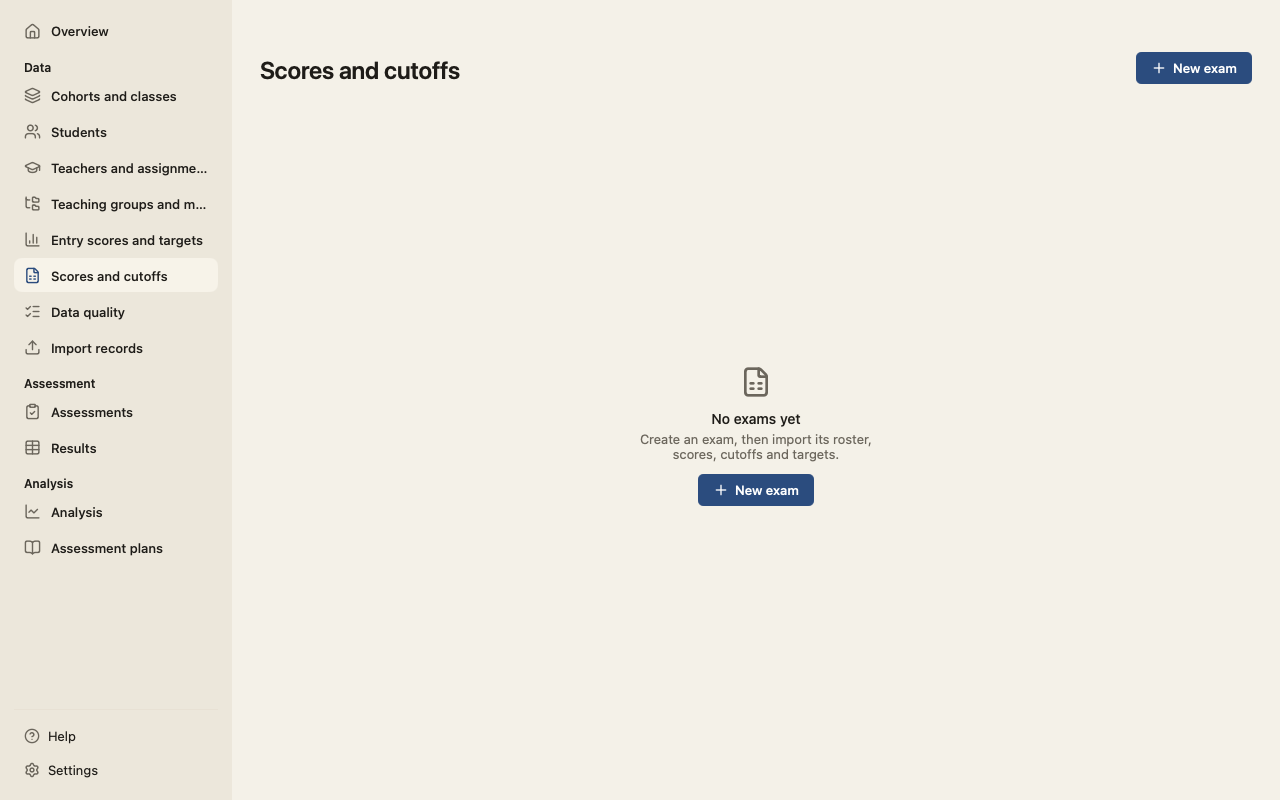 Overview
Data
Cohorts and classes
Students
Teachers and assignme...
Teaching groups and m...
Entry scores and targets
Scores and cutoffs
Data quality
Import records
Assessment
Assessments
Results
Analysis
Analysis
Assessment plans
Help
Settings
Scores and cutoffs
New exam
No exams yet
Create an exam, then import its roster,
scores, cutoffs and targets.
New exam